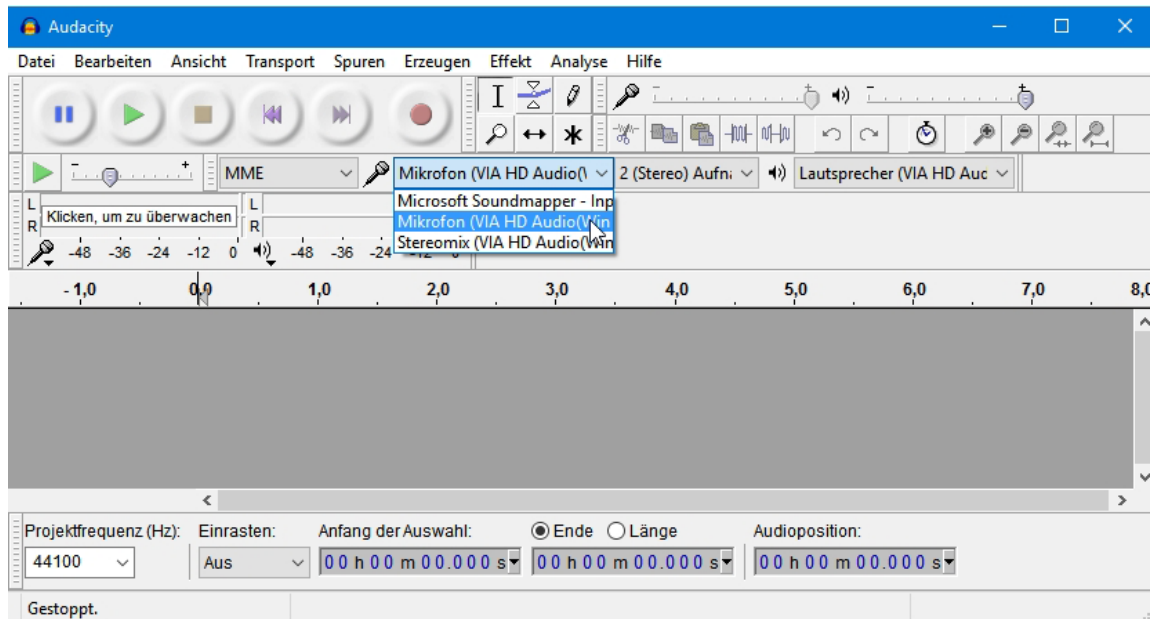 Audacity
Datei Bearbeiten Ansicht Transport Spuren Erzeugen Effekt Analyse Hilfe
MME Mikrofon (VIA HD Audio(\ 2 (Stereo) Aufn Lautsprecher (VIA HD Auc
Microsoft Soundmapper - Inp
Mikrofon (VIA HD Audio(Win
Stereomix (VIA HD Audio(Win
L Klicken, um zu überwachen L
R R
-48 -36 -24 -12 0 -48 -36 -24 -12 0
- 1,0 0,0 1,0 2,0 3,0 4,0 5,0 6,0 7,0 8,0
Projektfrequenz (Hz): Einrasten: Anfang der Auswahl: Ende Länge Audioposition:
44100 Aus 00 h 00 m 00.000 s 00 h 00 m 00.000 s 00 h 00 m 00.000 s
Gestoppt.